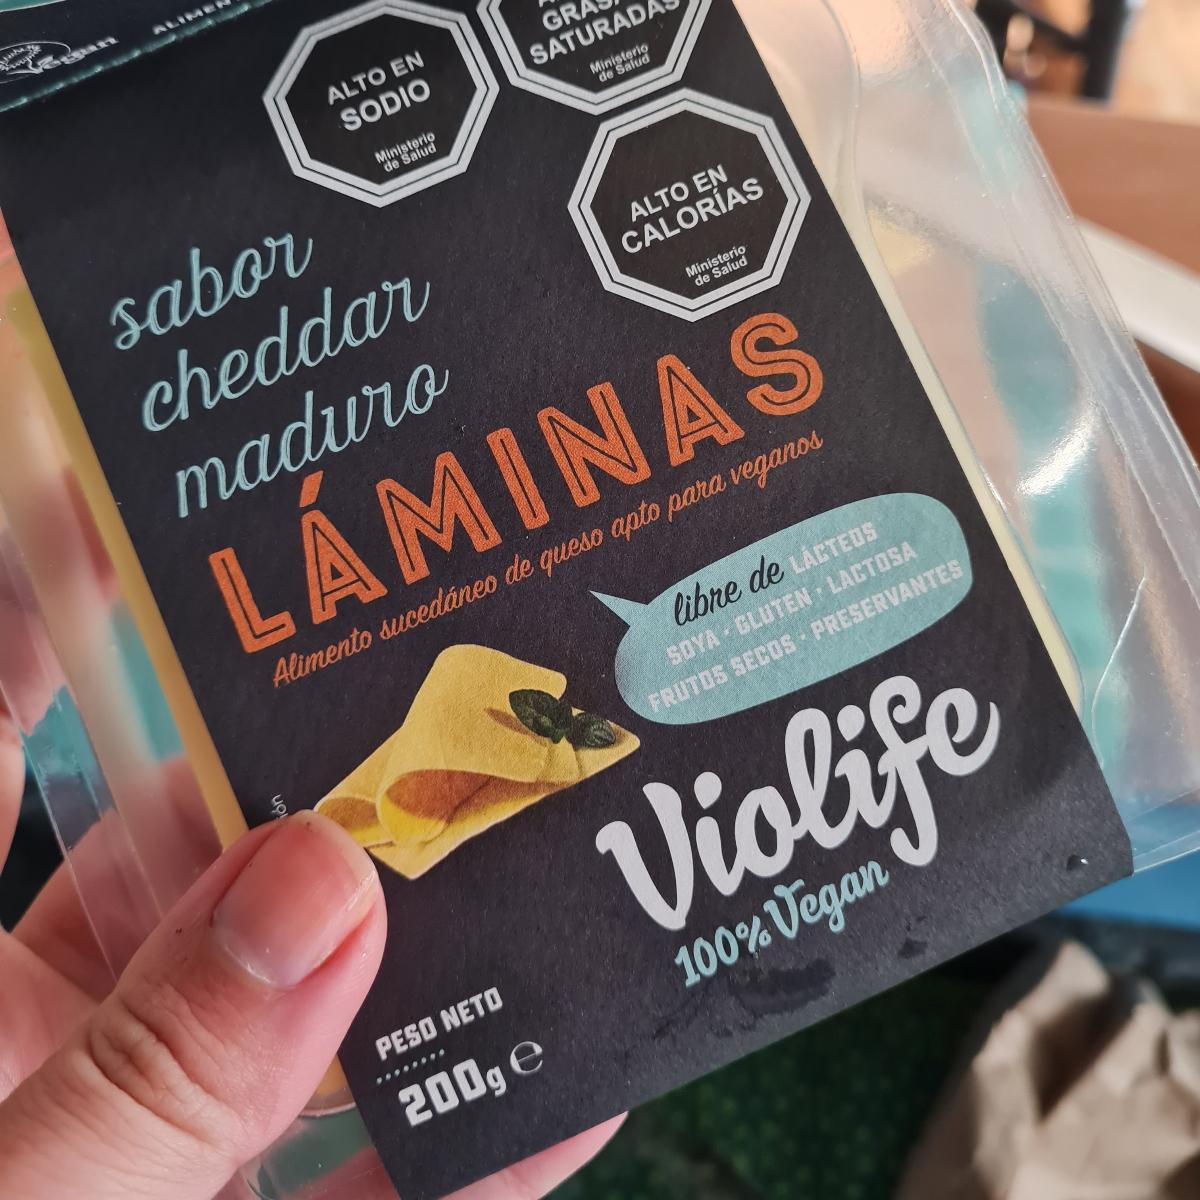 Vegan
ALTO EN
SODIO
Ministerio
de Salud
GRASAS
SATURADAS
Ministerio
de Salud
ALTO EN
CALORÍAS
Ministerio
de Salud
sabor
cheddar
maduro
LÁMINAS
Alimento sucedáneo de queso apto para veganos
libre de LÁCTEOS
SOYA · GLUTEN · LACTOSA
FRUTOS SECOS · PRESERVANTES
Violife
100% Vegan
PESO NETO
200g e